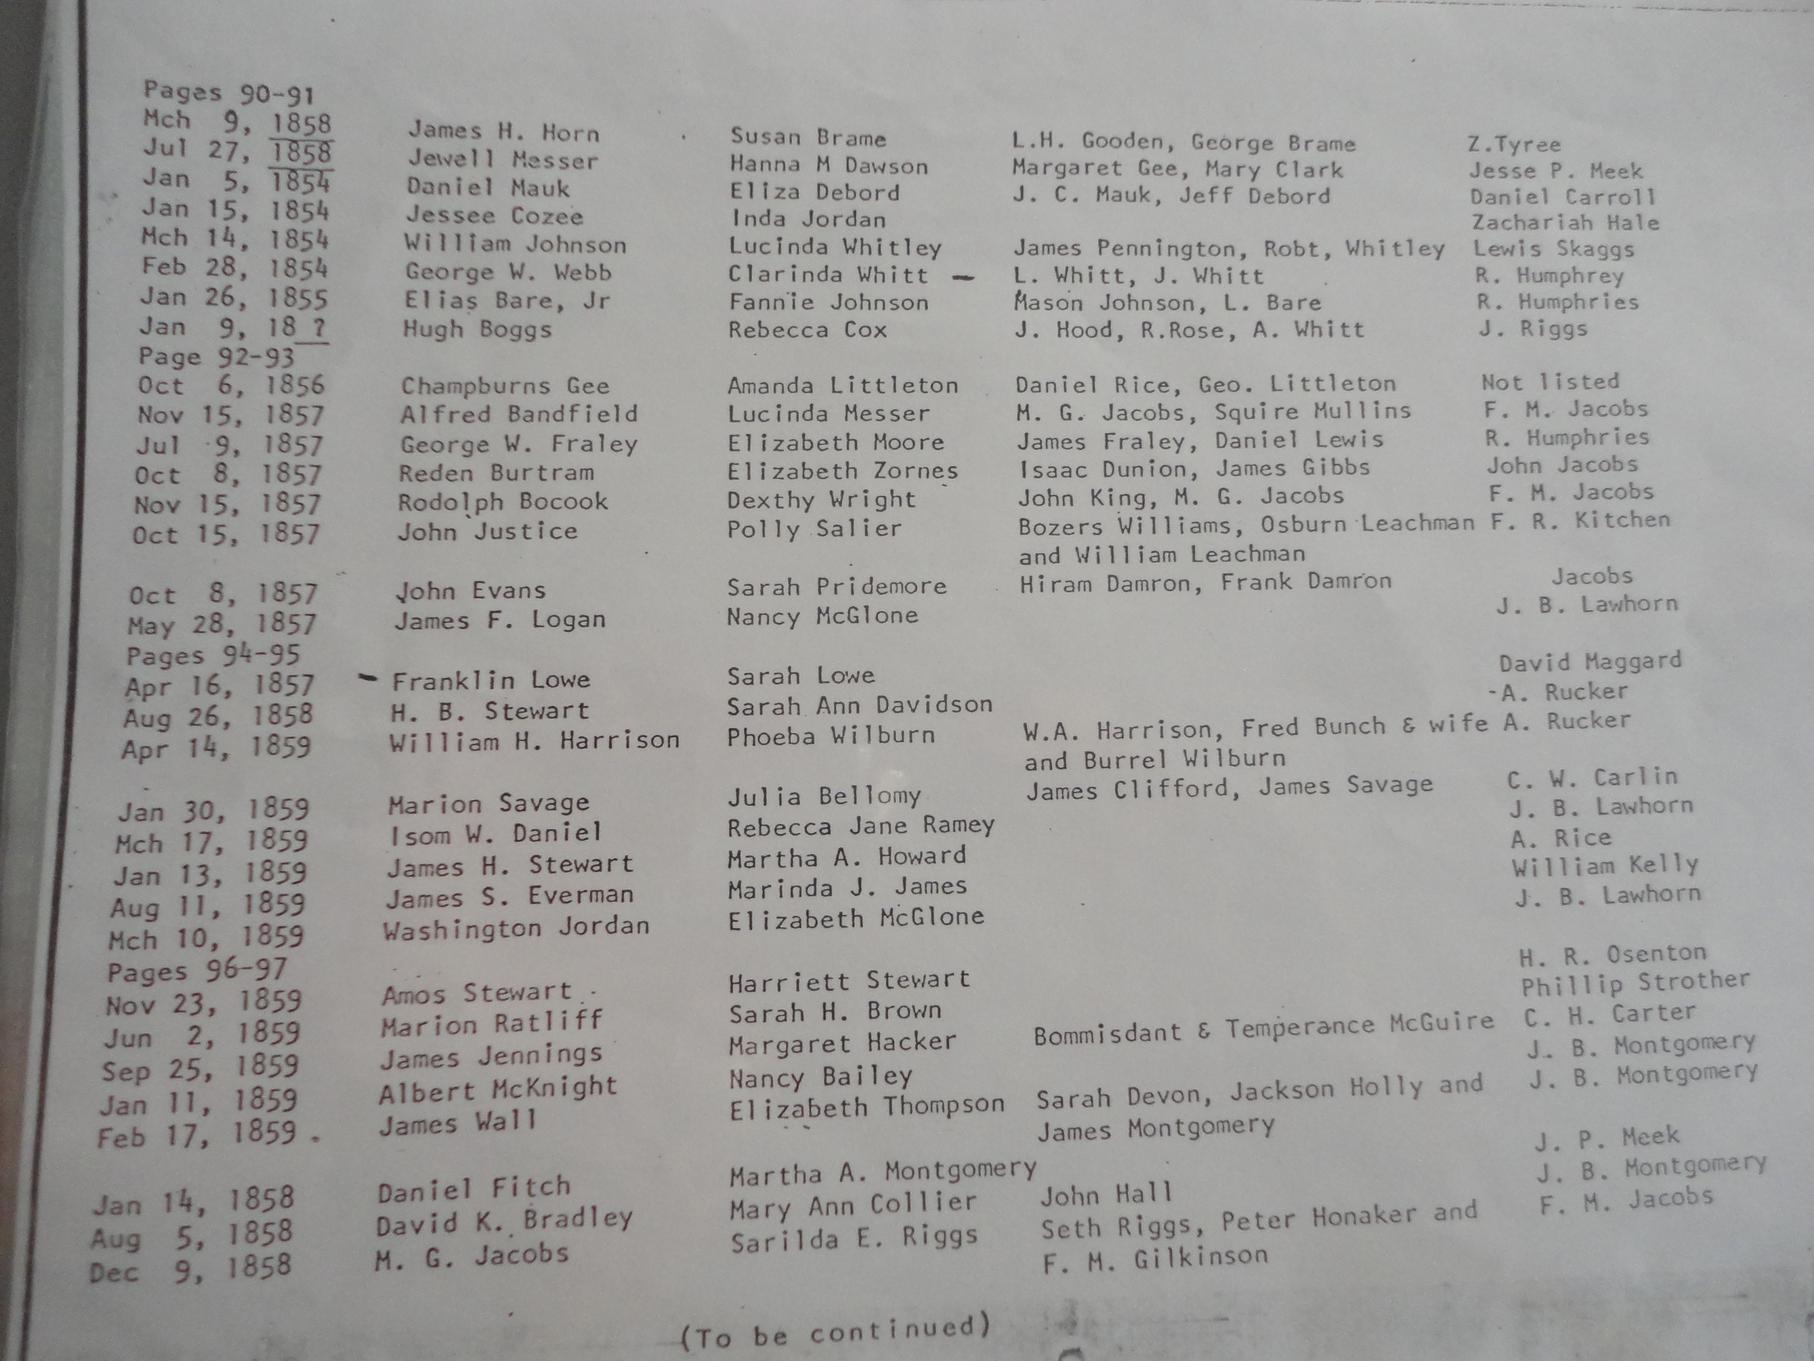 Pages 90-91
Mch 9, 1858 James H. Horn Susan Brame L.H. Gooden, George Brame Z.Tyree
Jul 27, 1858 Jewell Messer Hanna M Dawson Margaret Gee, Mary Clark Jesse P. Meek
Jan 5, 1854 Daniel Mauk Eliza Debord J. C. Mauk, Jeff Debord Daniel Carroll
Jan 15, 1854 Jessee Cozee Inda Jordan Zachariah Hale
Mch 14, 1854 William Johnson Lucinda Whitley James Pennington, Robt, Whitley Lewis Skaggs
Feb 28, 1854 George W. Webb Clarinda Whitt — L. Whitt, J. Whitt R. Humphrey
Jan 26, 1855 Elias Bare, Jr Fannie Johnson Mason Johnson, L. Bare R. Humphries
Jan 9, 18 ? Hugh Boggs Rebecca Cox J. Hood, R.Rose, A. Whitt J. Riggs
Page 92-93
Oct 6, 1856 Champburns Gee Amanda Littleton Daniel Rice, Geo. Littleton Not listed
Nov 15, 1857 Alfred Bandfield Lucinda Messer M. G. Jacobs, Squire Mullins F. M. Jacobs
Jul 9, 1857 George W. Fraley Elizabeth Moore James Fraley, Daniel Lewis R. Humphries
Oct 8, 1857 Reden Burtram Elizabeth Zornes Isaac Dunion, James Gibbs John Jacobs
Nov 15, 1857 Rodolph Bocook Dexthy Wright John King, M. G. Jacobs F. M. Jacobs
Oct 15, 1857 John Justice Polly Salier Bozers Williams, Osburn Leachman F. R. Kitchen
and William Leachman
Oct 8, 1857 John Evans Sarah Pridemore Hiram Damron, Frank Damron Jacobs
May 28, 1857 James F. Logan Nancy McGlone J. B. Lawhorn
Pages 94-95
Apr 16, 1857 – Franklin Lowe Sarah Lowe David Maggard
Aug 26, 1858 H. B. Stewart Sarah Ann Davidson -A. Rucker
Apr 14, 1859 William H. Harrison Phoeba Wilburn W.A. Harrison, Fred Bunch & wife A. Rucker
and Burrel Wilburn
Jan 30, 1859 Marion Savage Julia Bellomy James Clifford, James Savage C. W. Carlin
Mch 17, 1859 Isom W. Daniel Rebecca Jane Ramey J. B. Lawhorn
Jan 13, 1859 James H. Stewart Martha A. Howard A. Rice
Aug 11, 1859 James S. Everman Marinda J. James William Kelly
Mch 10, 1859 Washington Jordan Elizabeth McGlone J. B. Lawhorn
Pages 96-97
Nov 23, 1859 Amos Stewart Harriett Stewart H. R. Osenton
Jun 2, 1859 Marion Ratliff Sarah H. Brown Phillip Strother
Sep 25, 1859 James Jennings Margaret Hacker Bommisdant & Temperance McGuire C. H. Carter
Jan 11, 1859 Albert McKnight Nancy Bailey J. B. Montgomery
Feb 17, 1859 . James Wall Elizabeth Thompson Sarah Devon, Jackson Holly and J. B. Montgomery
James Montgomery
Jan 14, 1858 Daniel Fitch Martha A. Montgomery J. P. Meek
Aug 5, 1858 David K. Bradley Mary Ann Collier John Hall J. B. Montgomery
Dec 9, 1858 M. G. Jacobs Sarilda E. Riggs Seth Riggs, Peter Honaker and F. M. Jacobs
F. M. Gilkinson
(To be continued)